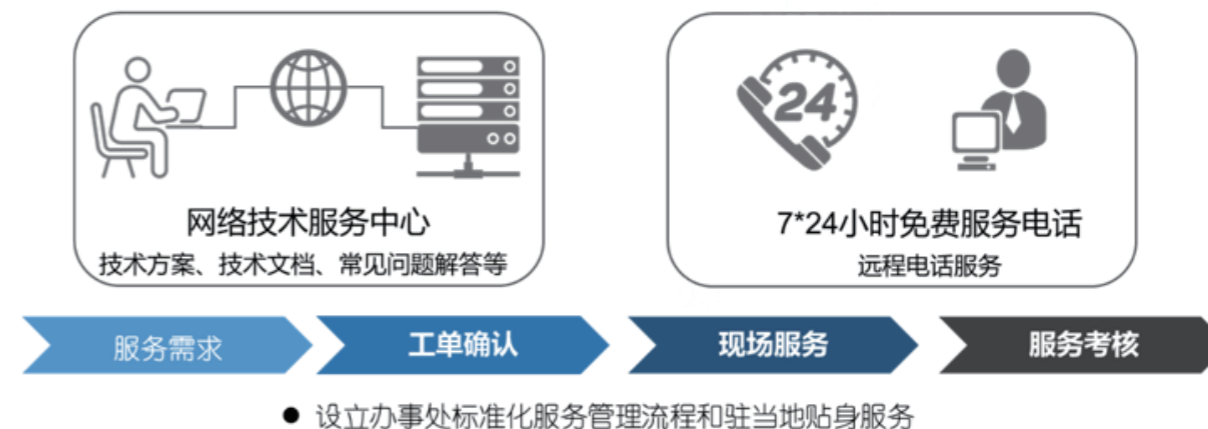 24
网络技术服务中心
技术方案、技术文档、常见问题解答等
7*24小时免费服务电话
远程电话服务
服务需求
工单确认
现场服务
服务考核
● 设立办事处标准化服务管理流程和驻当地贴身服务